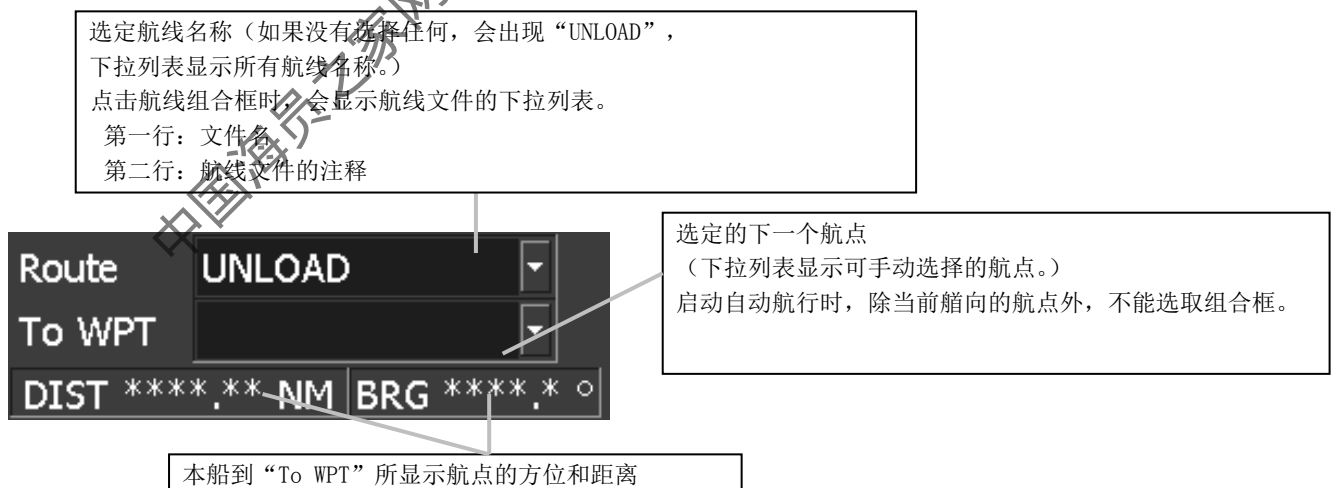 选定航线名称（如果没有选择任何，会出现“UNLOAD”，
下拉列表显示所有航线名称。）
点击航线组合框时，会显示航线文件的下拉列表。
第一行：文件名
第二行：航线文件的注释
中国海员之家网
选定的下一个航点
（下拉列表显示可手动选择的航点。）
启动自动航行时，除当前艏向的航点外，不能选取组合框。
Route UNLOAD
To WPT
DIST ****.** NM BRG ****.* °
本船到“To WPT”所显示航点的方位和距离